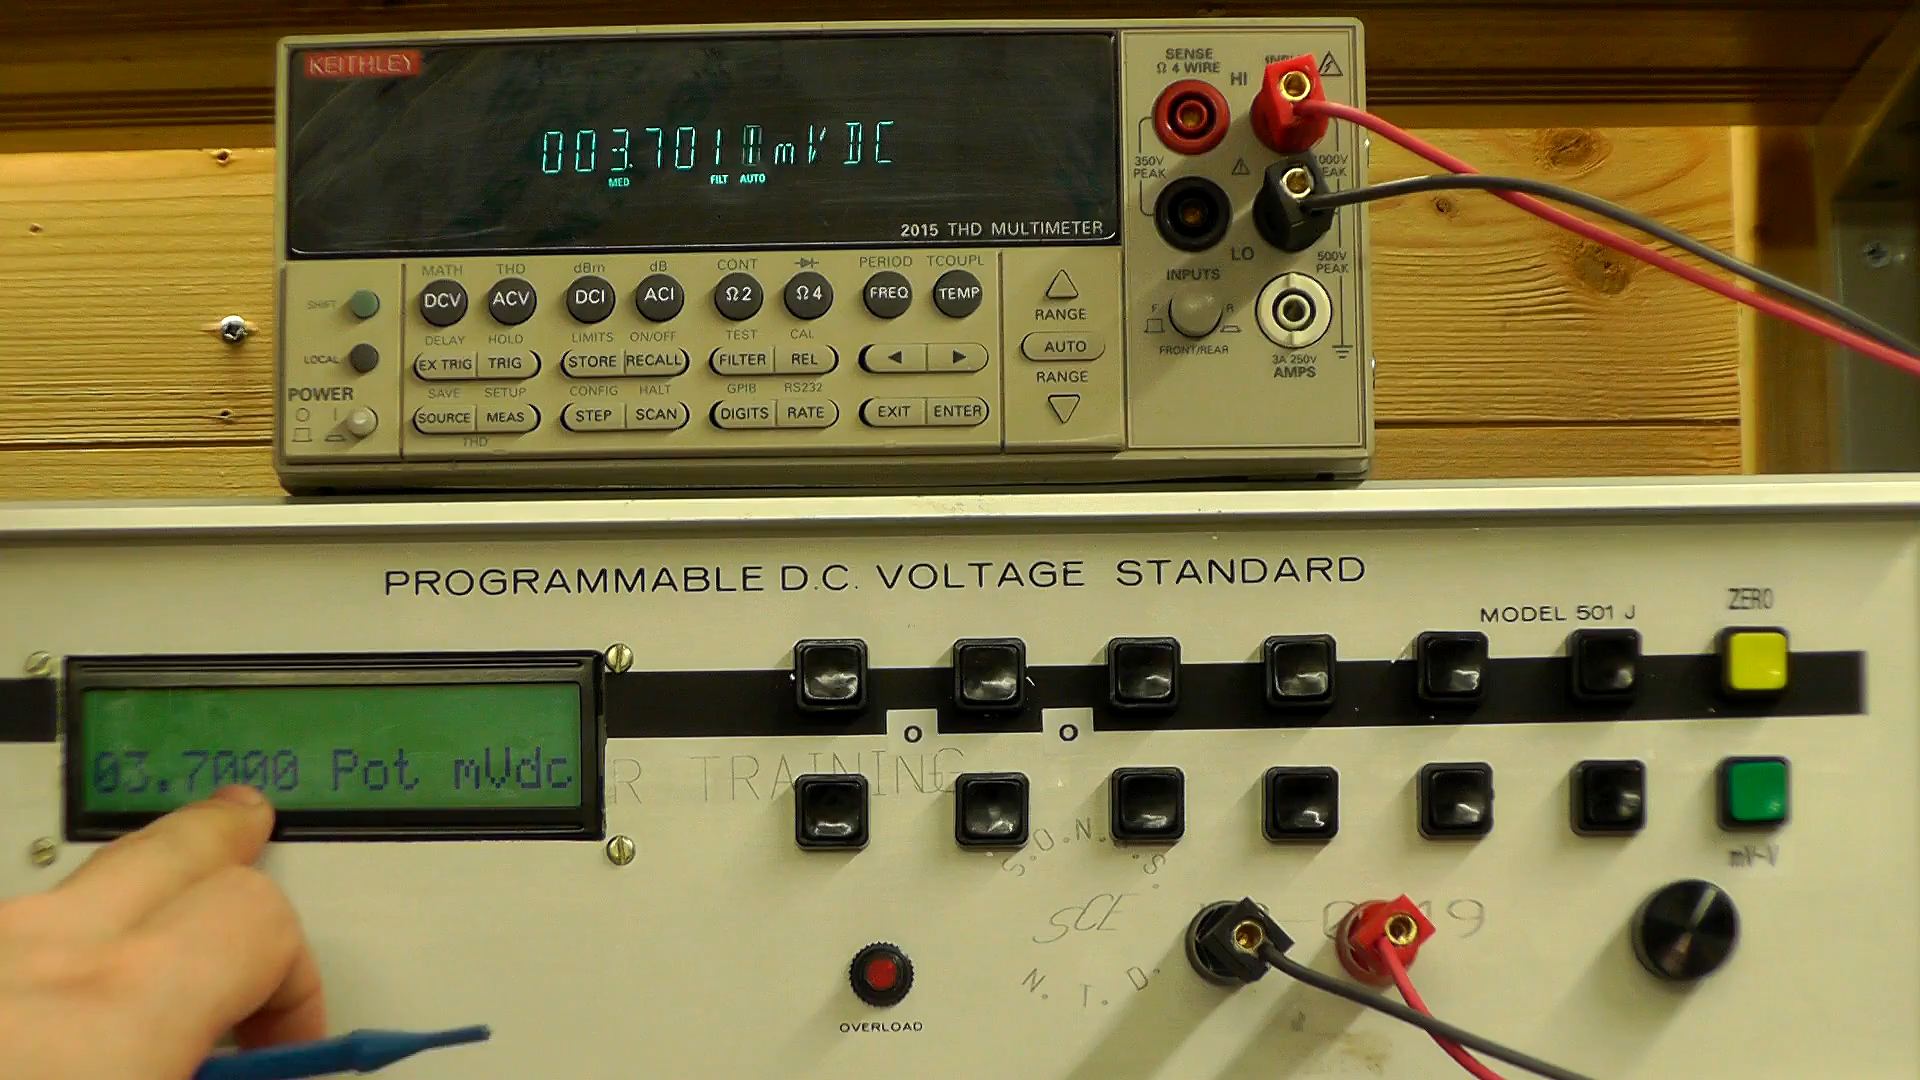 KEITHLEY
003.701 mV DC
MED FILT AUTO
2015 THD MULTIMETER
SENSE
Ω 4 WIRE
HI
350V
PEAK
1000V
PEAK
LO
500V
PEAK
INPUTS
F R
FRONT/REAR
3A 250V
AMPS
MATH THD dBm dB CONT PERIOD TCOUPL
SHIFT DCV ACV DCI ACI Ω2 Ω4 FREQ TEMP
RANGE
DELAY HOLD LIMITS ON/OFF TEST CAL
LOCAL EX TRIG TRIG STORE RECALL FILTER REL AUTO
RANGE
POWER SAVE SETUP CONFIG HALT GPIB RS232
SOURCE MEAS STEP SCAN DIGITS RATE EXIT ENTER
THD
PROGRAMMABLE D.C. VOLTAGE STANDARD
MODEL 501 J
ZERO
03.7000 Pot mVdc
R TRAINING
mV-V
SCE
N. T. D.
OVERLOAD